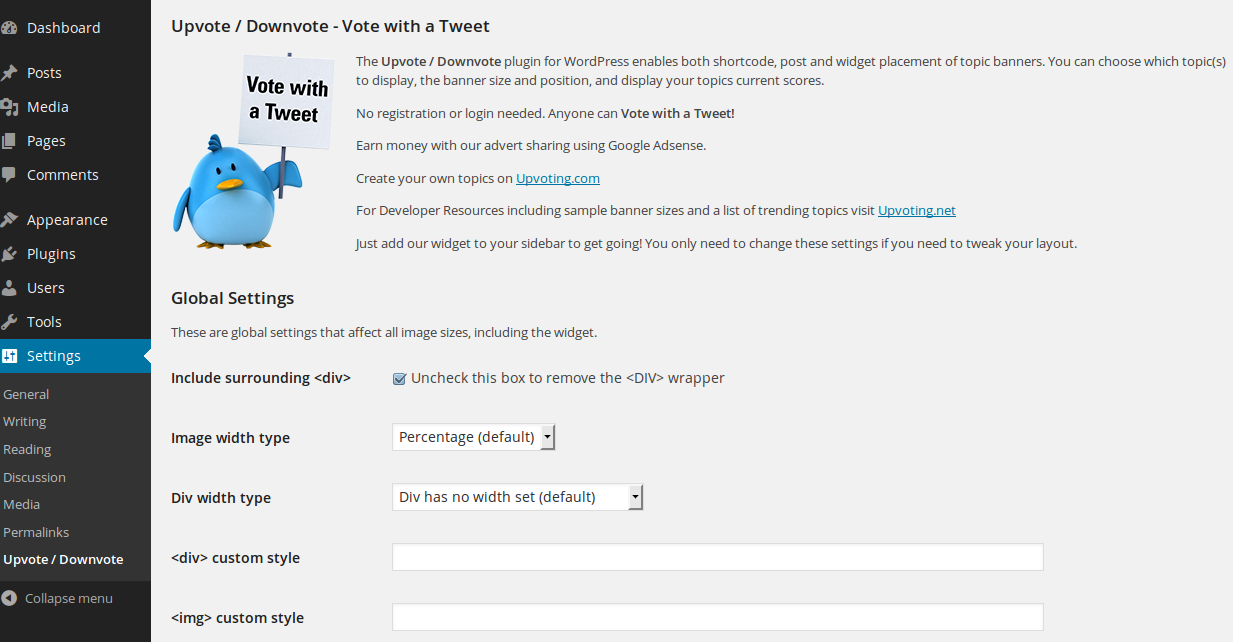 Dashboard
Posts
Media
Pages
Comments
Appearance
Plugins
Users
Tools
Settings
General
Writing
Reading
Discussion
Media
Permalinks
Upvote / Downvote
Collapse menu
Upvote / Downvote - Vote with a Tweet
Vote with
a Tweet
The Upvote / Downvote plugin for WordPress enables both shortcode, post and widget placement of topic banners. You can choose which topic(s)
to display, the banner size and position, and display your topics current scores.
No registration or login needed. Anyone can Vote with a Tweet!
Earn money with our advert sharing using Google Adsense.
Create your own topics on Upvoting.com
For Developer Resources including sample banner sizes and a list of trending topics visit Upvoting.net
Just add our widget to your sidebar to get going! You only need to change these settings if you need to tweak your layout.
Global Settings
These are global settings that affect all image sizes, including the widget.
Include surrounding <div>
Uncheck this box to remove the <DIV> wrapper
Image width type
Percentage (default)
Div width type
Div has no width set (default)
<div> custom style
<img> custom style